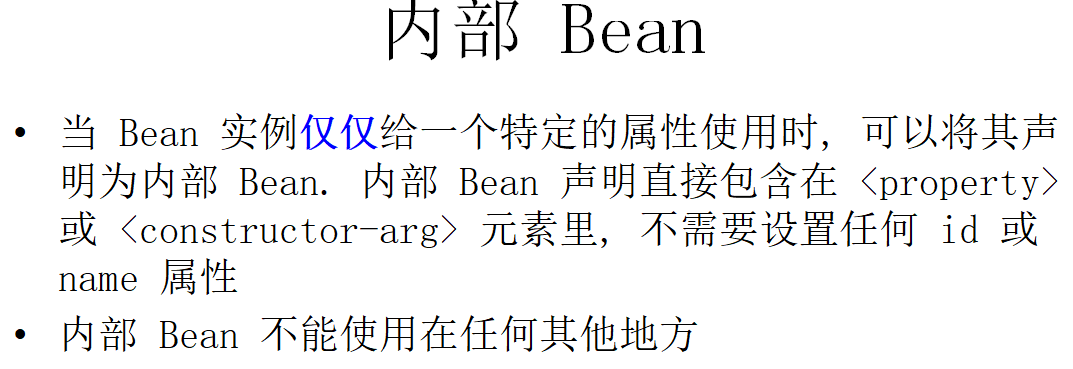 内部 Bean
• 当 Bean 实例仅仅给一个特定的属性使用时, 可以将其声
明为内部 Bean. 内部 Bean 声明直接包含在 <property>
或 <constructor-arg> 元素里, 不需要设置任何 id 或
name 属性
• 内部 Bean 不能使用在任何其他地方